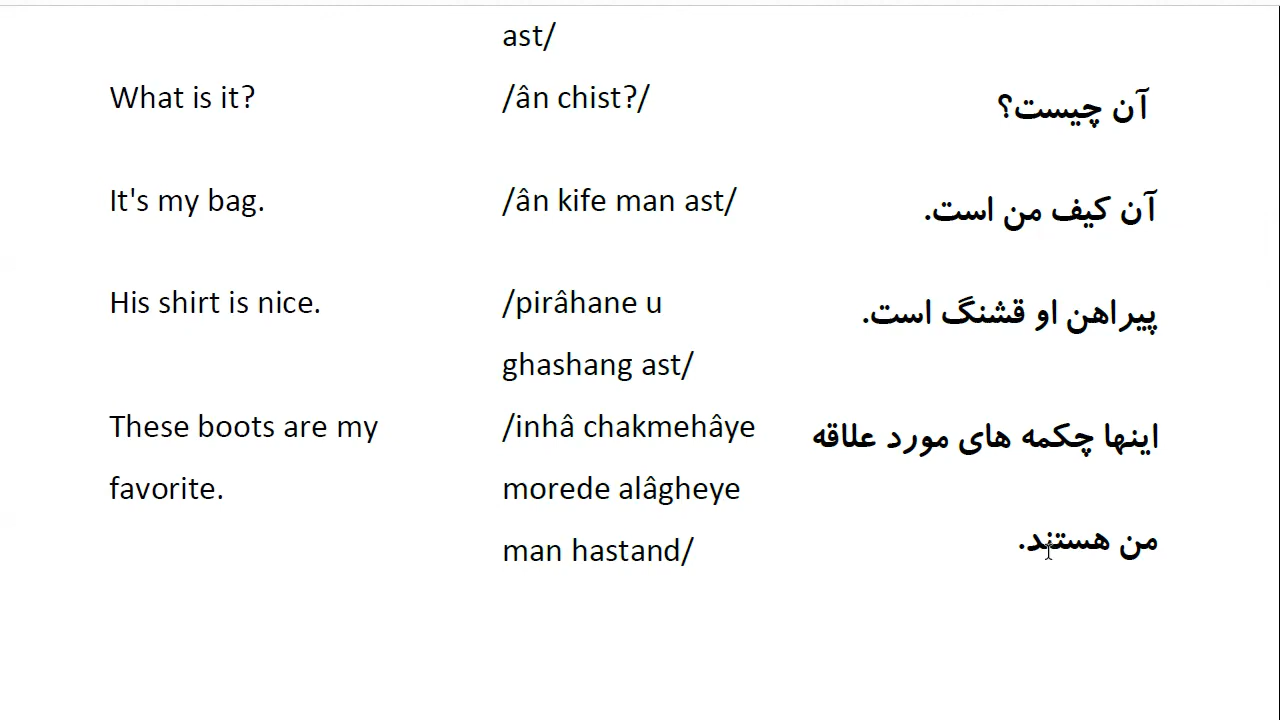 ast/
What is it? /ân chist?/ آن چیست؟
It's my bag. /ân kife man ast/ آن کیف من است.
His shirt is nice. /pirâhane u پیراهن او قشنگ است.
ghashang ast/
These boots are my /inhâ chakmehâye اینها چکمه های مورد علاقه
favorite. morede alâgheye
man hastand/ من هستند.